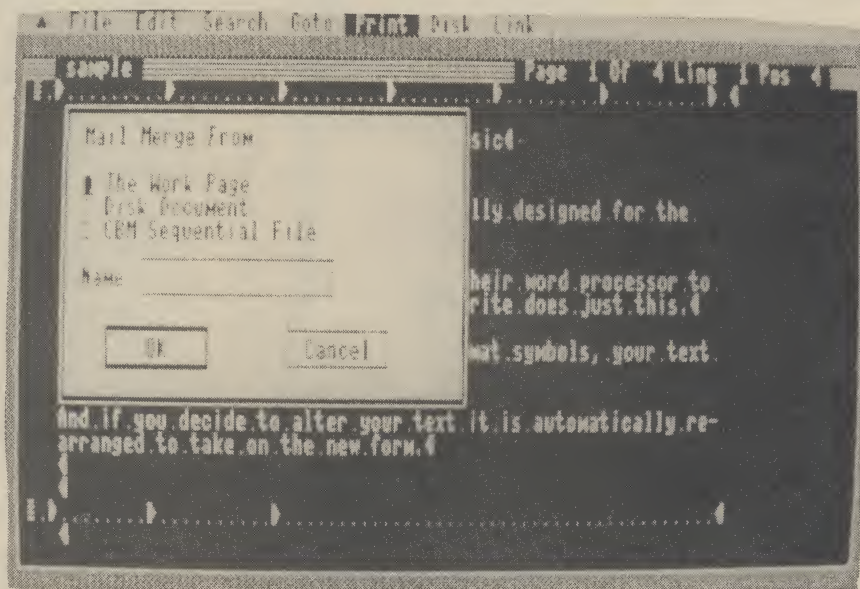 File Edit Search Goto Print Disk Link
sample Page 1 Of 4 Line 1 Pos 4
Mail Merge From
The Work Page
Disk Document
CBM Sequential File
Name
OK Cancel
lly.designed.for.the.
heir.word.processor.to.
rite.does.just.this.
mat.symbols,.your.text.
And.if.you.decide.to.alter.your.text.it.is.automatically.re-
arranged.to.take.on.the.new.form.